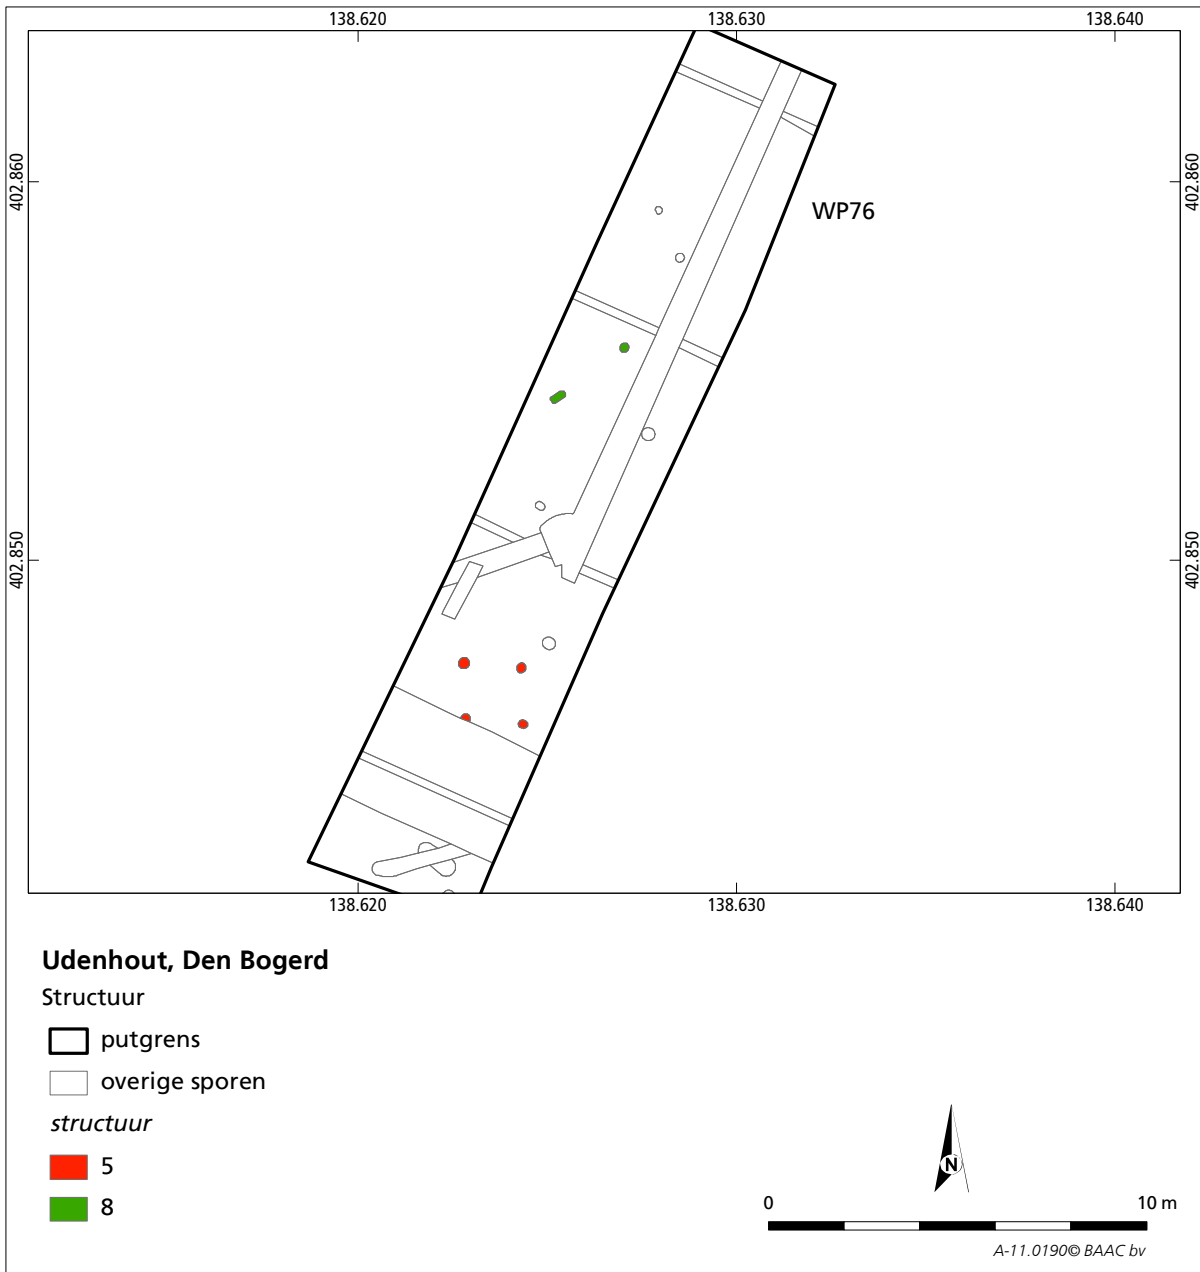 138.620 138.630 138.640
402.860 402.860
WP76
402.850 402.850
138.620 138.630 138.640
Udenhout, Den Bogerd
Structuur
putgrens
overige sporen
structuur
5
8
N
0 10 m
A-11.0190© BAAC bv